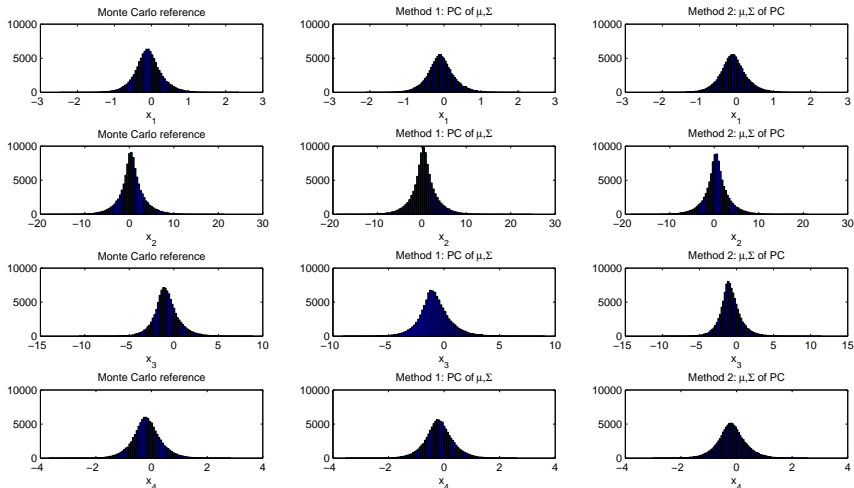 Monte Carlo reference
Method 1: PC of μ,Σ
Method 2: μ,Σ of PC
10000
5000
0
−3 −2 −1 0 1 2 3
x1
10000
5000
0
−3 −2 −1 0 1 2 3
x1
10000
5000
0
−3 −2 −1 0 1 2 3
x1
Monte Carlo reference
Method 1: PC of μ,Σ
Method 2: μ,Σ of PC
10000
5000
0
−20 −10 0 10 20 30
x2
10000
5000
0
−20 −10 0 10 20 30
x2
10000
5000
0
−20 −10 0 10 20 30
x2
Monte Carlo reference
Method 1: PC of μ,Σ
Method 2: μ,Σ of PC
10000
5000
0
−15 −10 −5 0 5 10
x3
10000
5000
0
−10 −5 0 5 10
x3
10000
5000
0
−15 −10 −5 0 5 10 15
x3
Monte Carlo reference
Method 1: PC of μ,Σ
Method 2: μ,Σ of PC
10000
5000
0
−4 −2 0 2 4
x4
10000
5000
0
−4 −2 0 2 4
x4
10000
5000
0
−4 −2 0 2 4
x4